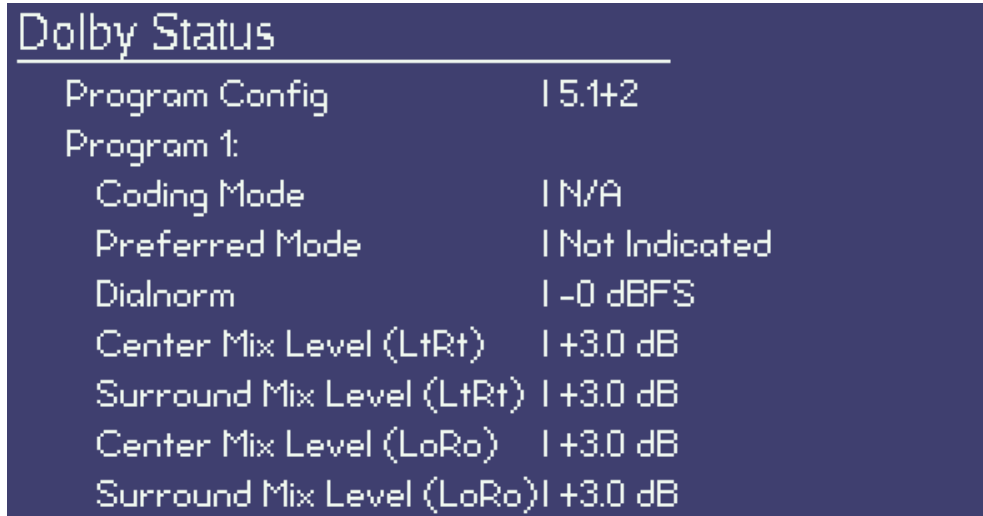 Dolby Status
Program Config | 5.1+2
Program 1:
Coding Mode | N/A
Preferred Mode | Not Indicated
Dialnorm | -0 dBFS
Center Mix Level (LtRt) | +3.0 dB
Surround Mix Level (LtRt) | +3.0 dB
Center Mix Level (LoRo) | +3.0 dB
Surround Mix Level (LoRo)| +3.0 dB